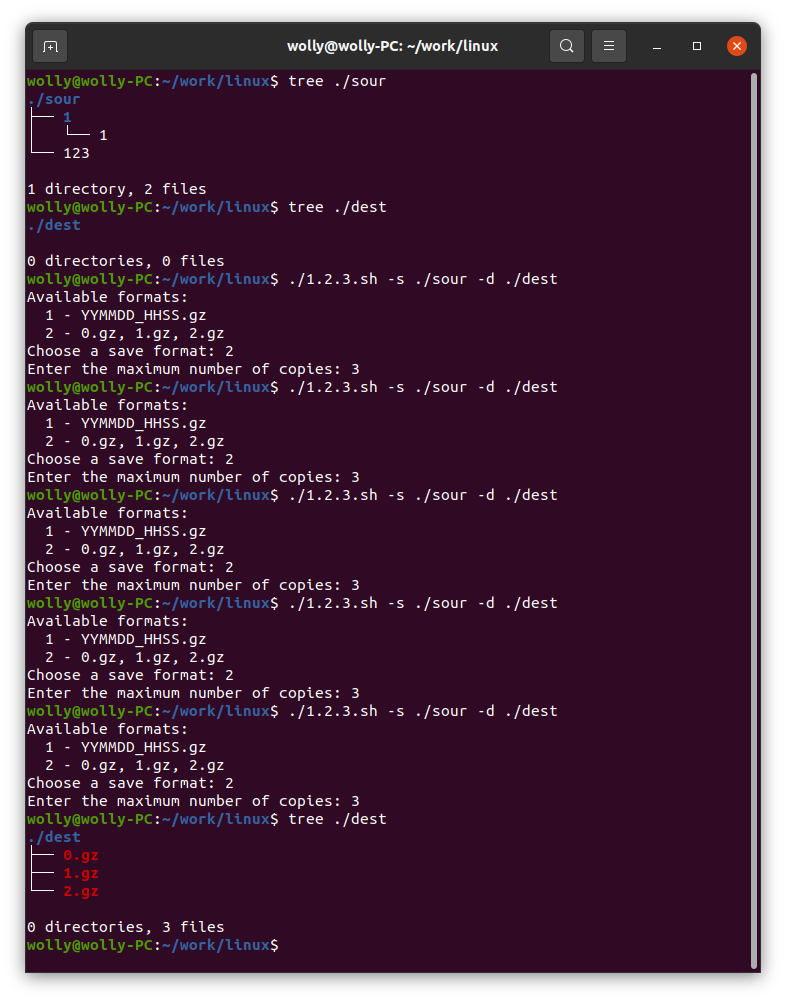 wolly@wolly-PC: ~/work/linux
wolly@wolly-PC:~/work/linux$ tree ./sour
./sour
├── 1
│   └── 1
└── 123
1 directory, 2 files
wolly@wolly-PC:~/work/linux$ tree ./dest
./dest
0 directories, 0 files
wolly@wolly-PC:~/work/linux$ ./1.2.3.sh -s ./sour -d ./dest
Available formats:
  1 - YYMMDD_HHSS.gz
  2 - 0.gz, 1.gz, 2.gz
Choose a save format: 2
Enter the maximum number of copies: 3
wolly@wolly-PC:~/work/linux$ ./1.2.3.sh -s ./sour -d ./dest
Available formats:
  1 - YYMMDD_HHSS.gz
  2 - 0.gz, 1.gz, 2.gz
Choose a save format: 2
Enter the maximum number of copies: 3
wolly@wolly-PC:~/work/linux$ ./1.2.3.sh -s ./sour -d ./dest
Available formats:
  1 - YYMMDD_HHSS.gz
  2 - 0.gz, 1.gz, 2.gz
Choose a save format: 2
Enter the maximum number of copies: 3
wolly@wolly-PC:~/work/linux$ ./1.2.3.sh -s ./sour -d ./dest
Available formats:
  1 - YYMMDD_HHSS.gz
  2 - 0.gz, 1.gz, 2.gz
Choose a save format: 2
Enter the maximum number of copies: 3
wolly@wolly-PC:~/work/linux$ ./1.2.3.sh -s ./sour -d ./dest
Available formats:
  1 - YYMMDD_HHSS.gz
  2 - 0.gz, 1.gz, 2.gz
Choose a save format: 2
Enter the maximum number of copies: 3
wolly@wolly-PC:~/work/linux$ tree ./dest
./dest
├── 0.gz
├── 1.gz
└── 2.gz
0 directories, 3 files
wolly@wolly-PC:~/work/linux$